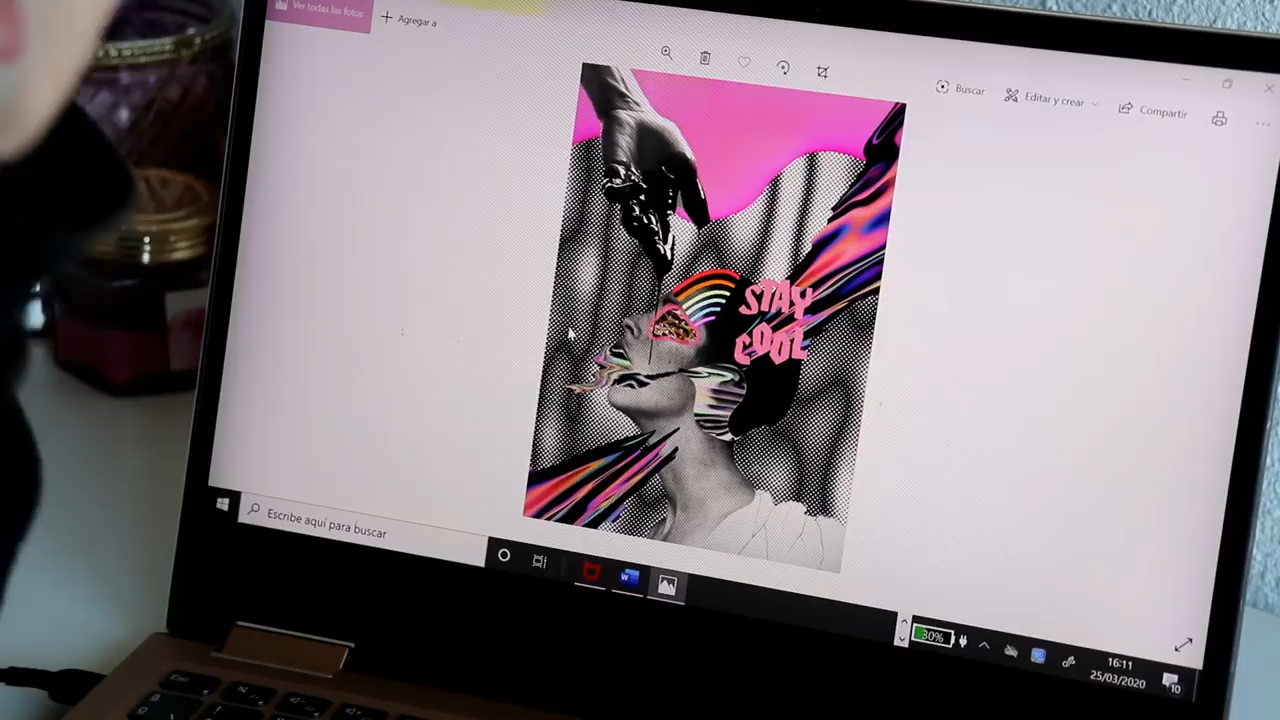 Ver todas las fotos
Agregar a
Buscar
Editar y crear
Compartir
STAY
COOL
Escribe aquí para buscar
30%
16:11
25/03/2020
10
Esc